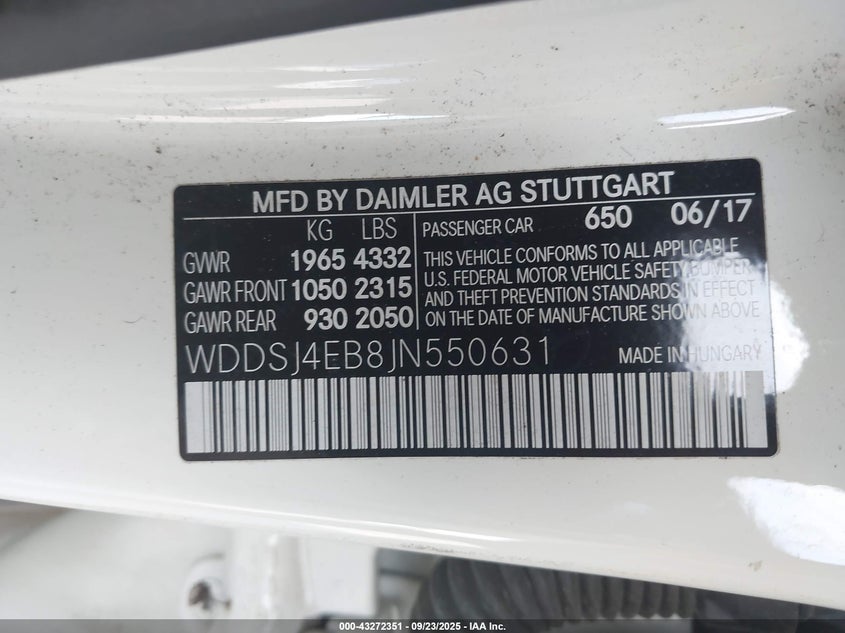 MFD BY DAIMLER AG STUTTGART
KG LBS
GVWR 1965 4332
GAWR FRONT 1050 2315
GAWR REAR 930 2050
PASSENGER CAR 650 06/17
THIS VEHICLE CONFORMS TO ALL APPLICABLE
U.S. FEDERAL MOTOR VEHICLE SAFETY, BUMPER
AND THEFT PREVENTION STANDARDS IN EFFECT
ON THE DATE OF MANUFACTURE SHOWN ABOVE
WDDSJ4EB8JN550631 MADE IN HUNGARY
000-43272351 | 09/23/2025 - IAA Inc.